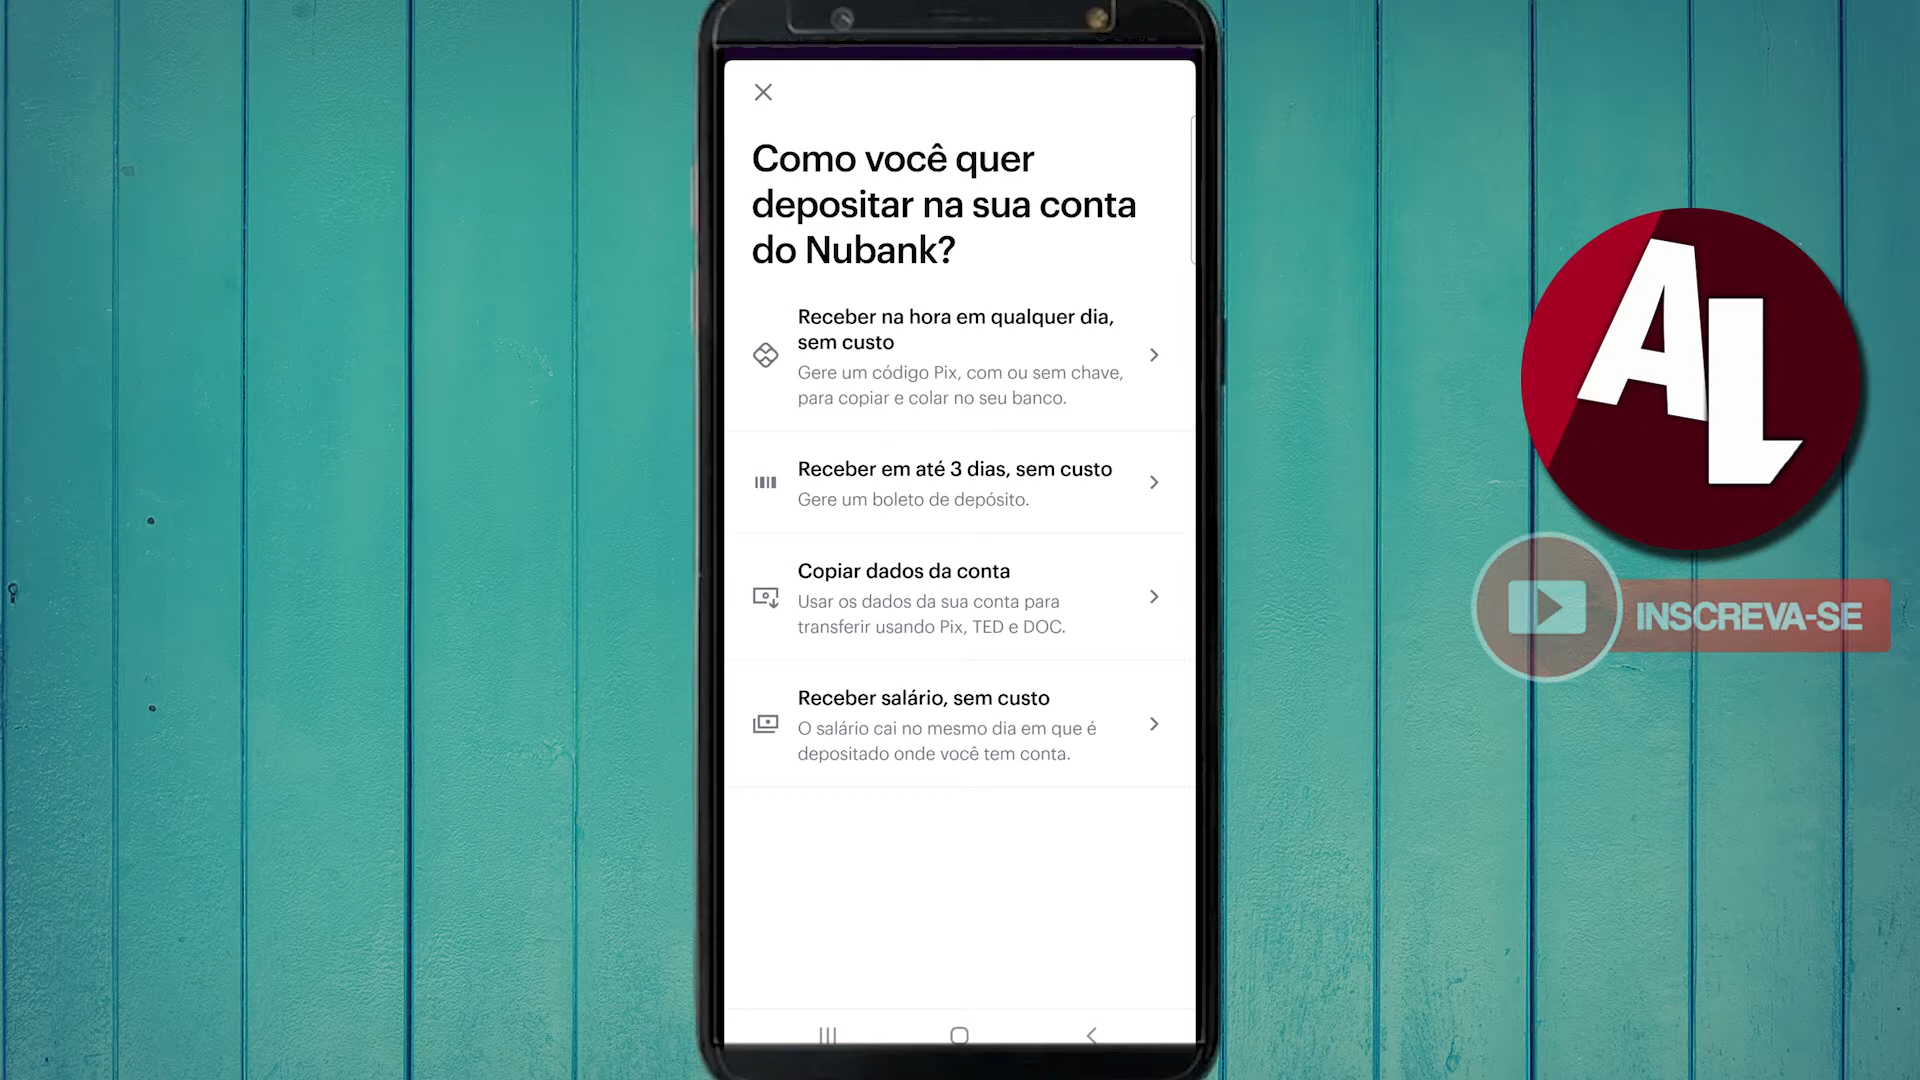 Como você quer
depositar na sua conta
do Nubank?
Receber na hora em qualquer dia,
sem custo
Gere um código Pix, com ou sem chave,
para copiar e colar no seu banco.
Receber em até 3 dias, sem custo
Gere um boleto de depósito.
Copiar dados da conta
Usar os dados da sua conta para
transferir usando Pix, TED e DOC.
Receber salário, sem custo
O salário cai no mesmo dia em que é
depositado onde você tem conta.
AL
INSCREVA-SE